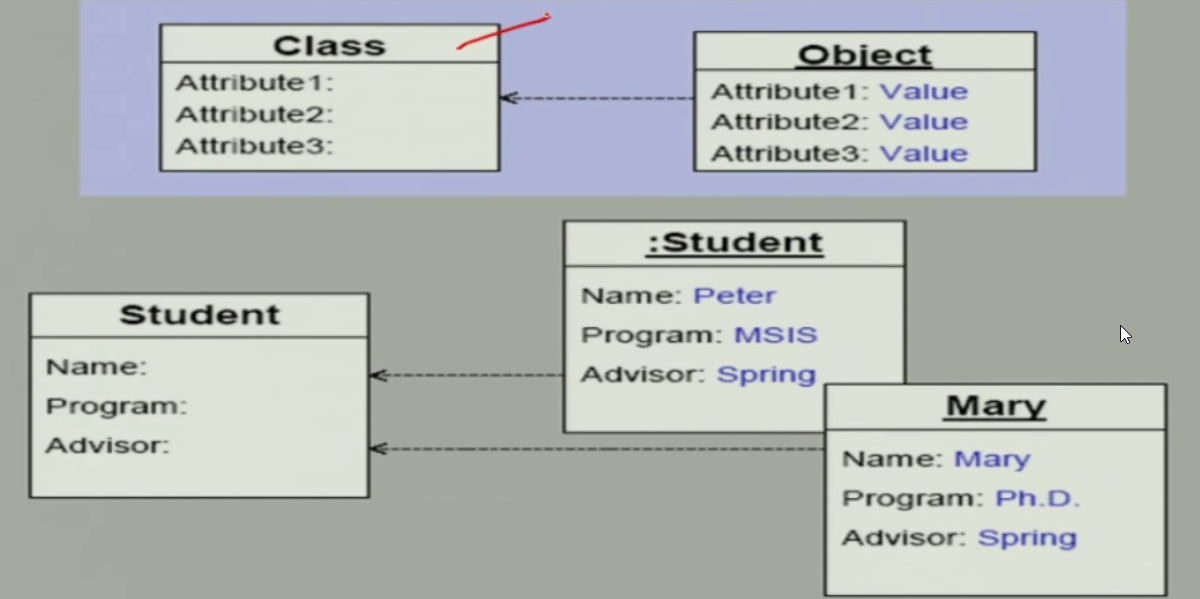 Class
Attribute1:
Attribute2:
Attribute3:
Object
Attribute1: Value
Attribute2: Value
Attribute3: Value
Student
Name:
Program:
Advisor:
:Student
Name: Peter
Program: MSIS
Advisor: Spring
Mary
Name: Mary
Program: Ph.D.
Advisor: Spring